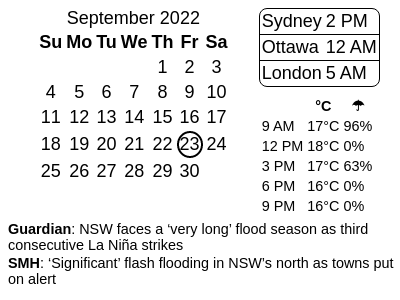 September 2022
Su Mo Tu We Th Fr Sa
1 2 3
4 5 6 7 8 9 10
11 12 13 14 15 16 17
18 19 20 21 22 23 24
25 26 27 28 29 30
Sydney 2 PM
Ottawa 12 AM
London 5 AM
°C ☂
9 AM 17°C 96%
12 PM 18°C 0%
3 PM 17°C 63%
6 PM 16°C 0%
9 PM 16°C 0%
Guardian: NSW faces a ‘very long’ flood season as third
consecutive La Niña strikes
SMH: ‘Significant’ flash flooding in NSW’s north as towns put
on alert